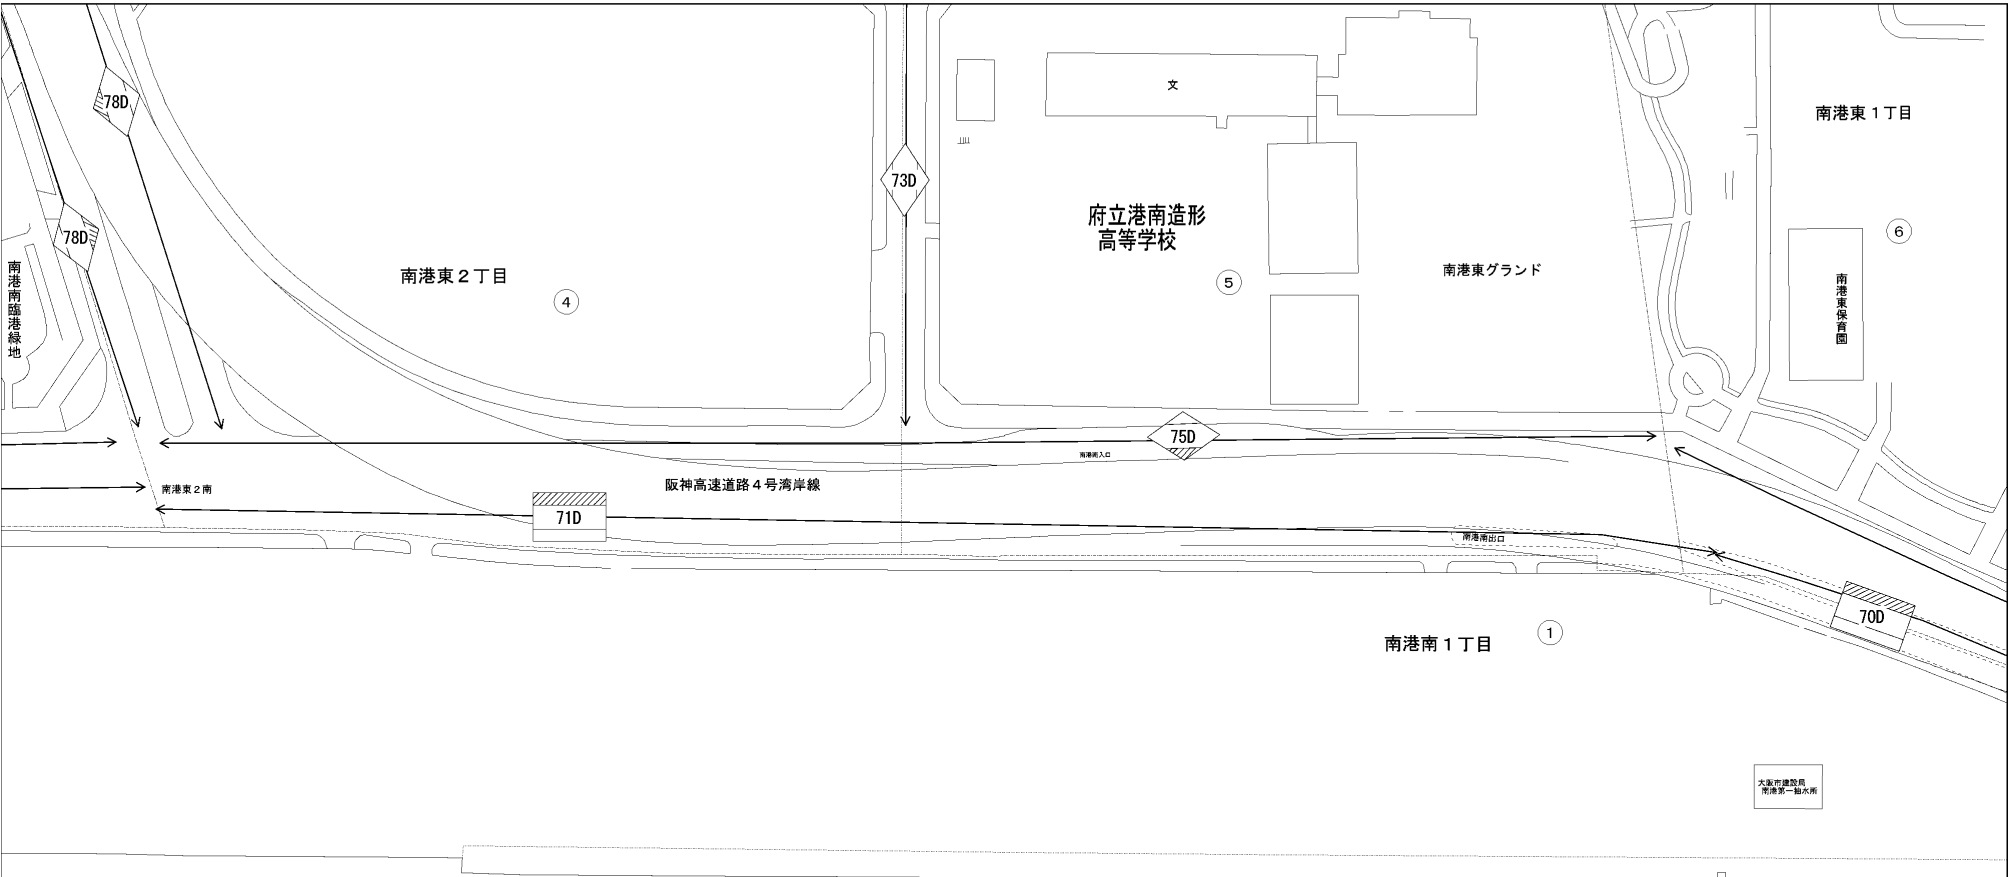 78D
文
南港東１丁目
73D
府立港南造形
高等学校
78D
南港東２丁目
④
⑤
南港東グランド
⑥
南港南臨港緑地
南港東保育園
75D
南港南入口
阪神高速道路４号湾岸線
南港東２南
71D
南港南出口
70D
南港南１丁目
①
大阪市建設局
南港第一抽水所